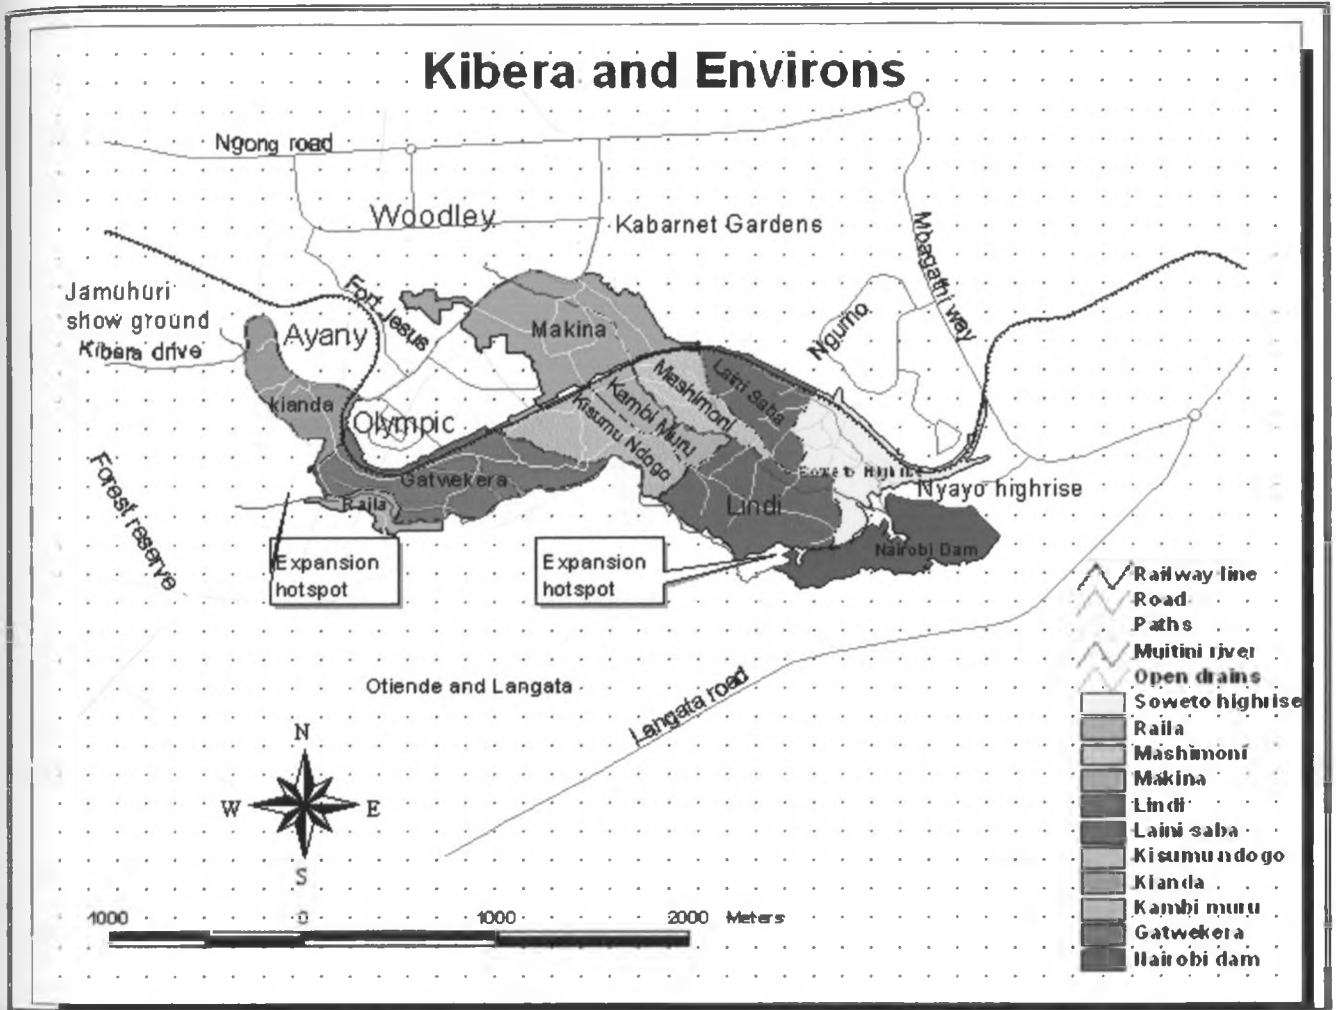 Kibera and Environs
Ngong road
Woodley
Kabarnet Gardens
Mbagathi way
Jamuhuri
show ground
Kibera drive
Ayany
Fort Jesus
Makina
Ngumo
Mashimoni
Laini Saba
Kambi Muru
Kisumu Ndogo
kianda
Olympic
Gatwekera
Raila
Soweto Highrise
Lindi
Nyayo highrise
Nairobi Dam
Forest reserve
Expansion
hotspot
Expansion
hotspot
Otiende and Langata
Langata road
N
W
E
S
1000
0
1000
2000 Meters
Railway line
Road
Paths
Muitini river
Open drains
Soweto highrise
Raila
Mashimoni
Makina
Lindi
Laini saba
Kisumu ndogo
Kianda
Kambi muru
Gatwekera
Nairobi dam